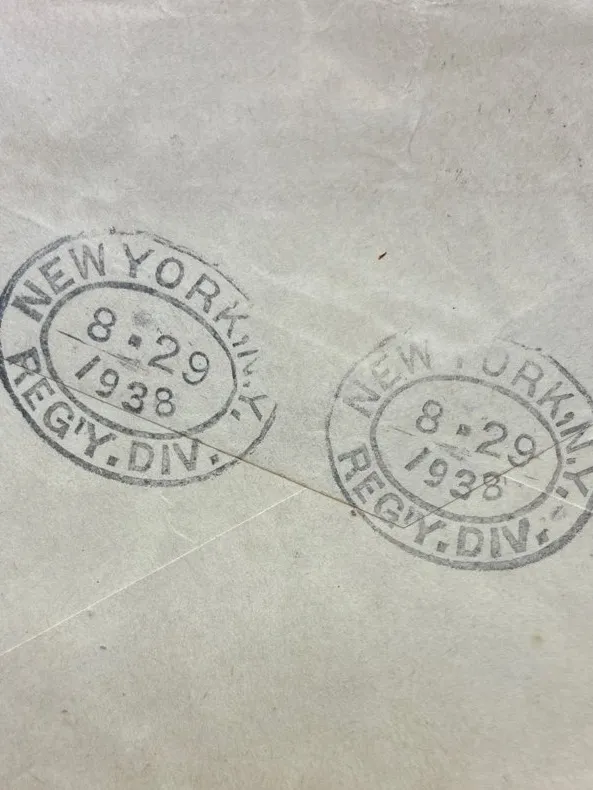 NEW YORK, N.Y.
8 • 29
1938
REG'Y. DIV.
NEW YORK, N.Y.
8 • 29
1938
REG'Y. DIV.